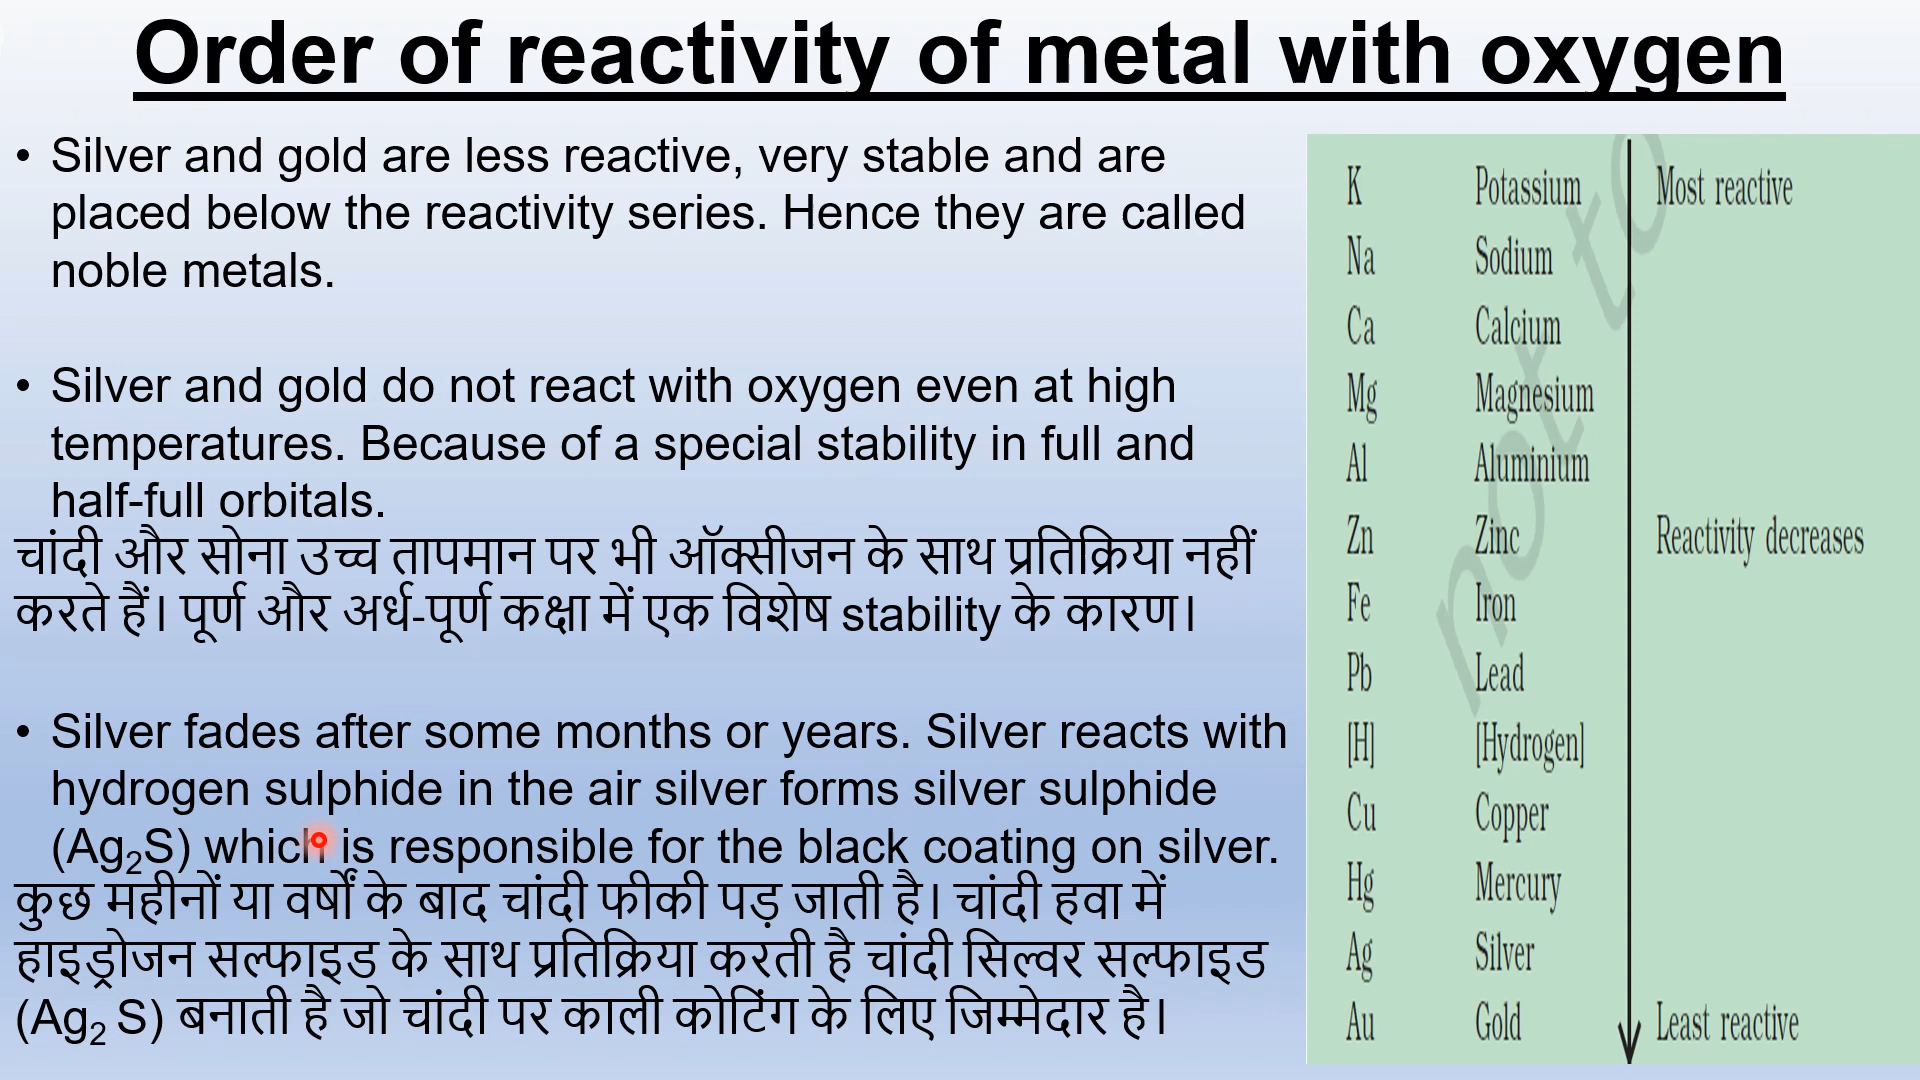 Order of reactivity of metal with oxygen
• Silver and gold are less reactive, very stable and are
placed below the reactivity series. Hence they are called
noble metals.
• Silver and gold do not react with oxygen even at high
temperatures. Because of a special stability in full and
half-full orbitals.
चांदी और सोना उच्च तापमान पर भी ऑक्सीजन के साथ प्रतिक्रिया नहीं
करते हैं। पूर्ण और अर्ध-पूर्ण कक्षा में एक विशेष stability के कारण।
• Silver fades after some months or years. Silver reacts with
hydrogen sulphide in the air silver forms silver sulphide
(Ag₂S) which is responsible for the black coating on silver.
कुछ महीनों या वर्षों के बाद चांदी फीकी पड़ जाती है। चांदी हवा में
हाइड्रोजन सल्फाइड के साथ प्रतिक्रिया करती है चांदी सिल्वर सल्फाइड
(Ag₂ S) बनाती है जो चांदी पर काली कोटिंग के लिए जिम्मेदार है।
K Potassium Most reactive
Na Sodium
Ca Calcium
Mg Magnesium
Al Aluminium
Zn Zinc Reactivity decreases
Fe Iron
Pb Lead
[H] [Hydrogen]
Cu Copper
Hg Mercury
Ag Silver
Au Gold Least reactive
not to